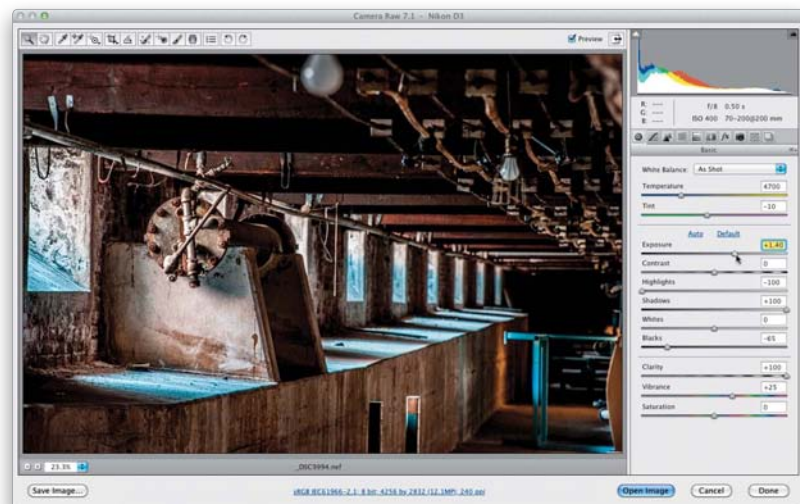 Camera Raw 7.1 - Nikon D3
Preview
R: ---
G: ---
B: ---
f/8 0.50 s
ISO 400 70-200@200 mm
Basic
White Balance: As Shot
Temperature 4700
Tint -10
Auto Default
Exposure +1.40
Contrast 0
Highlights -100
Shadows +100
Whites 0
Blacks -65
Clarity +100
Vibrance +25
Saturation 0
23.3%
_DSC5994.nef
Save Image...
sRGB IEC61966-2.1; 8 bit; 4256 by 2832 (12.1MP); 240 ppi
Open Image
Cancel
Done